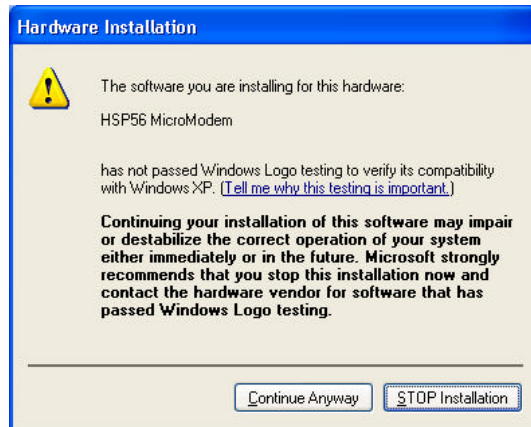 Hardware Installation
The software you are installing for this hardware:
HSP56 MicroModem
has not passed Windows Logo testing to verify its compatibility
with Windows XP. (Tell me why this testing is important.)
Continuing your installation of this software may impair
or destabilize the correct operation of your system
either immediately or in the future. Microsoft strongly
recommends that you stop this installation now and
contact the hardware vendor for software that has
passed Windows Logo testing.
Continue Anyway
STOP Installation